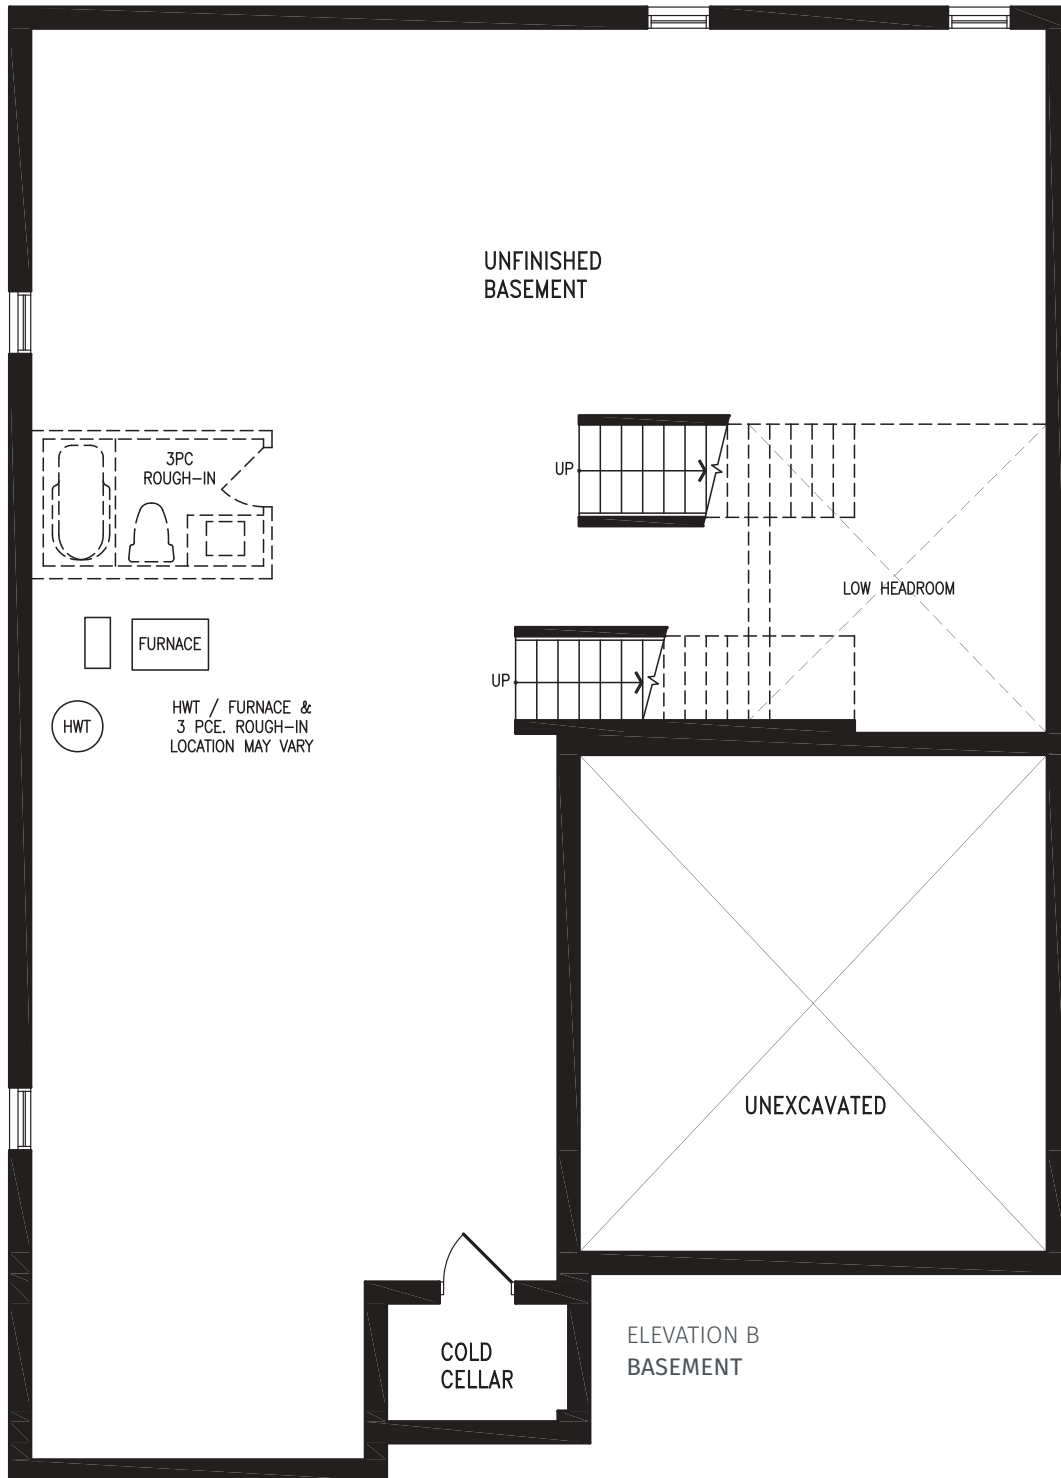 UNFINISHED
BASEMENT
3PC
ROUGH-IN
UP
LOW HEADROOM
FURNACE
UP
HWT
HWT / FURNACE &
3 PCE. ROUGH-IN
LOCATION MAY VARY
UNEXCAVATED
COLD
CELLAR
ELEVATION B
BASEMENT